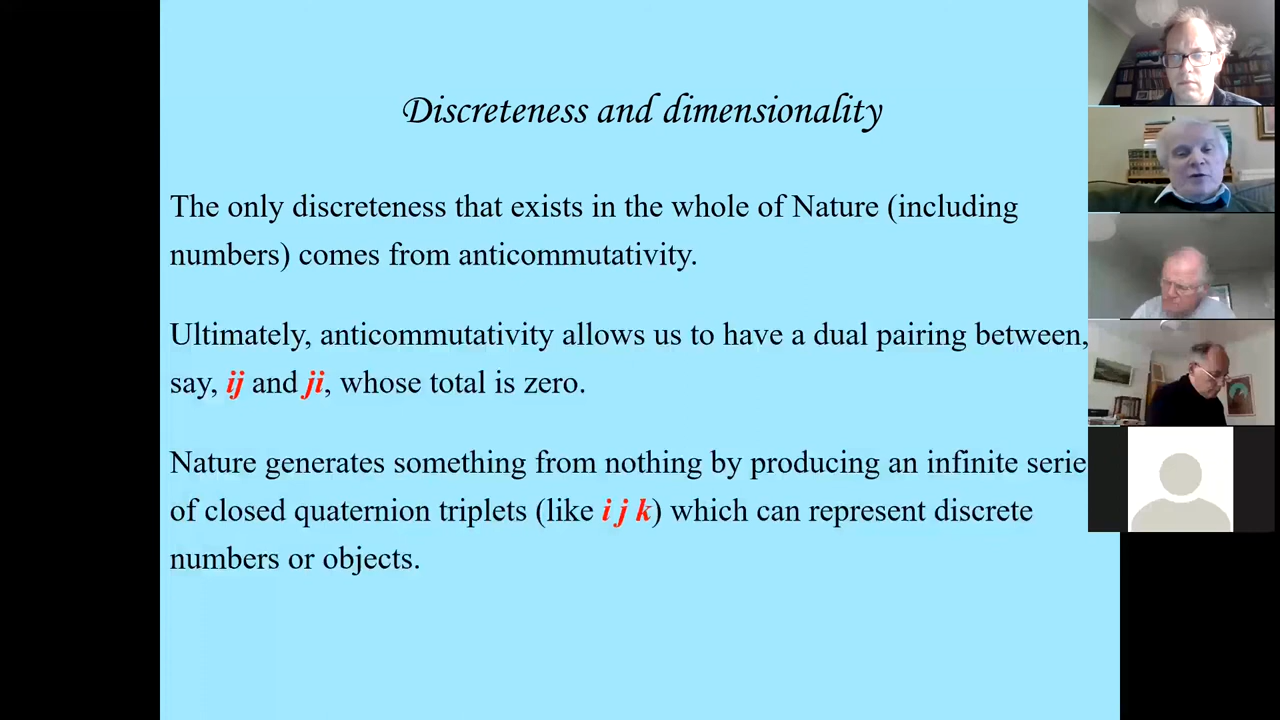 Discreteness and dimensionality
The only discreteness that exists in the whole of Nature (including
numbers) comes from anticommutativity.
Ultimately, anticommutativity allows us to have a dual pairing between,
say, ij and ji, whose total is zero.
Nature generates something from nothing by producing an infinite serie
of closed quaternion triplets (like i j k) which can represent discrete
numbers or objects.